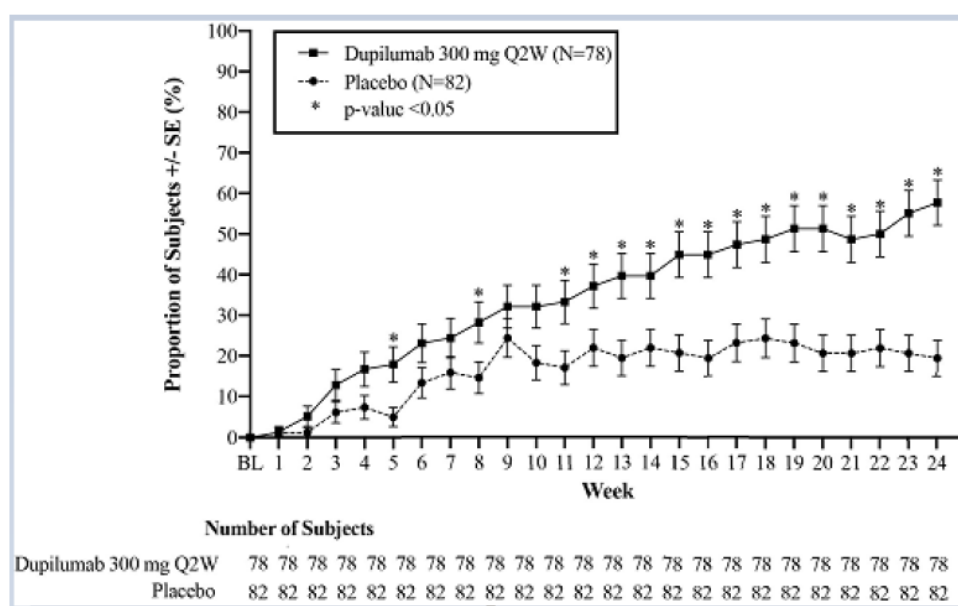 100
90
80
70
60
50
40
30
20
10
0
Proportion of Subjects +/- SE (%)
Dupilumab 300 mg Q2W (N=78)
Placebo (N=82)
* p-value <0.05
* * * * * * * * * * * * * * * *
BL 1 2 3 4 5 6 7 8 9 10 11 12 13 14 15 16 17 18 19 20 21 22 23 24
Week
Number of Subjects
Dupilumab 300 mg Q2W 78 78 78 78 78 78 78 78 78 78 78 78 78 78 78 78 78 78 78 78 78 78 78 78 78
Placebo 82 82 82 82 82 82 82 82 82 82 82 82 82 82 82 82 82 82 82 82 82 82 82 82 82